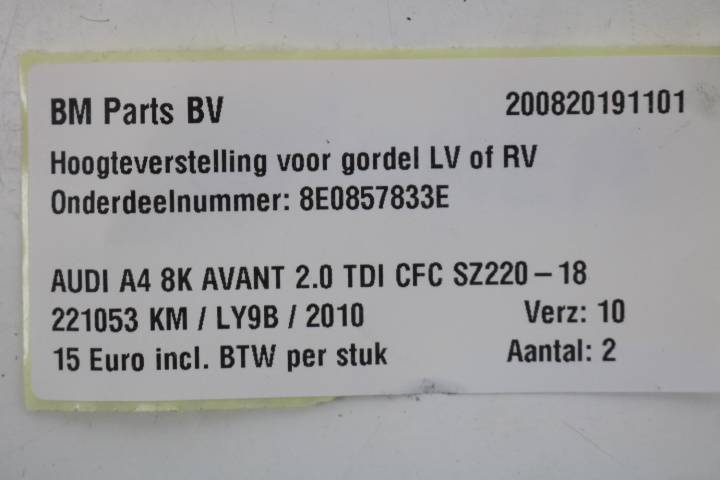 BM Parts BV 200820191101
Hoogteverstelling voor gordel LV of RV
Onderdeelnummer: 8E0857833E
AUDI A4 8K AVANT 2.0 TDI CFC SZ220 – 18
221053 KM / LY9B / 2010 Verz: 10
15 Euro incl. BTW per stuk Aantal: 2